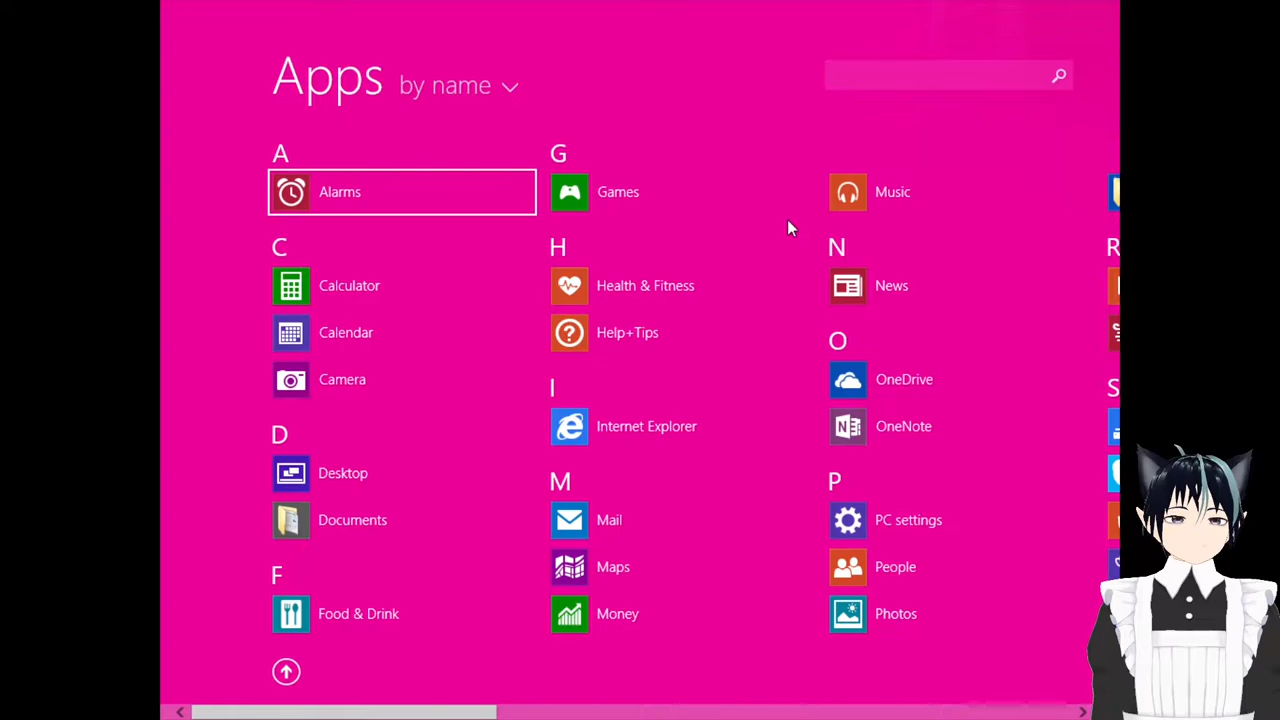 Apps by name
A
Alarms
C
Calculator
Calendar
Camera
D
Desktop
Documents
F
Food & Drink
G
Games
H
Health & Fitness
Help+Tips
I
Internet Explorer
M
Mail
Maps
Money
Music
N
News
O
OneDrive
OneNote
P
PC settings
People
Photos
R
S